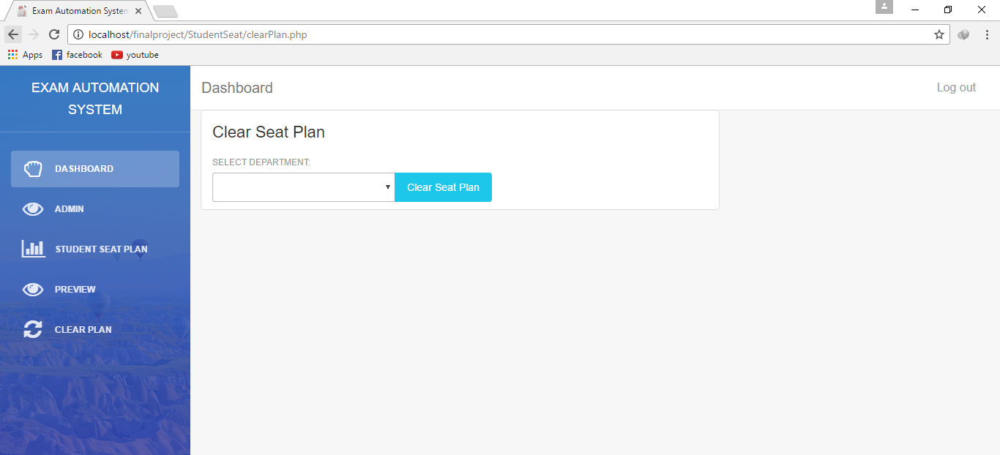 Exam Automation System
localhost/finalproject/StudentSeat/clearPlan.php
Apps facebook youtube
EXAM AUTOMATION
SYSTEM
Dashboard
Log out
DASHBOARD
ADMIN
STUDENT SEAT PLAN
PREVIEW
CLEAR PLAN
Clear Seat Plan
SELECT DEPARTMENT:
Clear Seat Plan